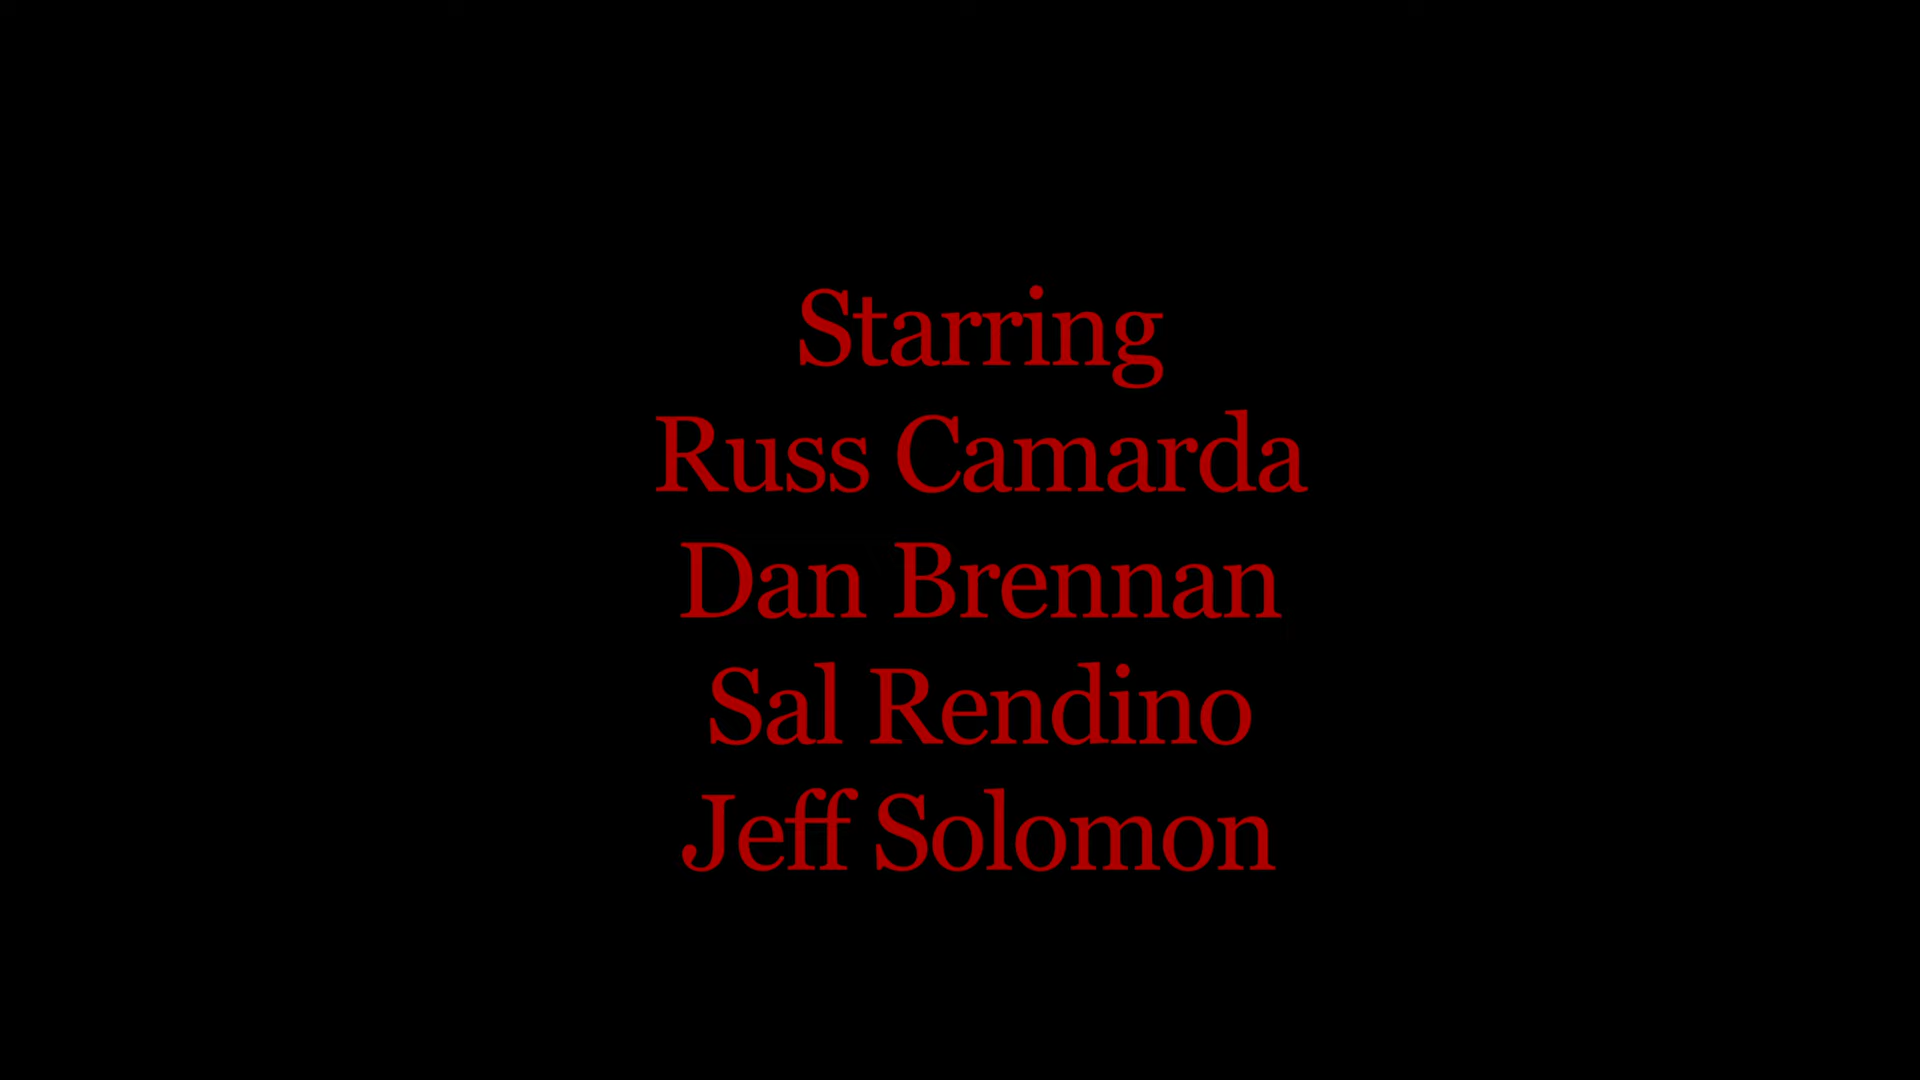 Starring
Russ Camarda
Dan Brennan
Sal Rendino
Jeff Solomon